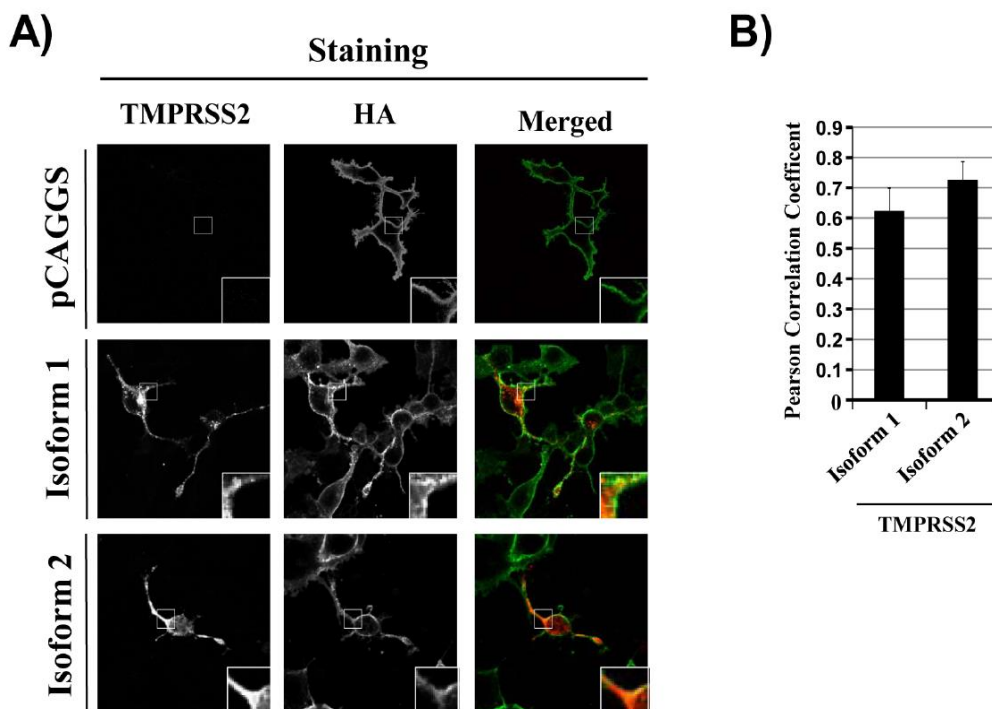 A)
Staining
TMPRSS2 HA Merged
pCAGGS
Isoform 1
Isoform 2
B)
Pearson Correlation Coefficent
0.9
0.8
0.7
0.6
0.5
0.4
0.3
0.2
0.1
0
Isoform 1
Isoform 2
TMPRSS2